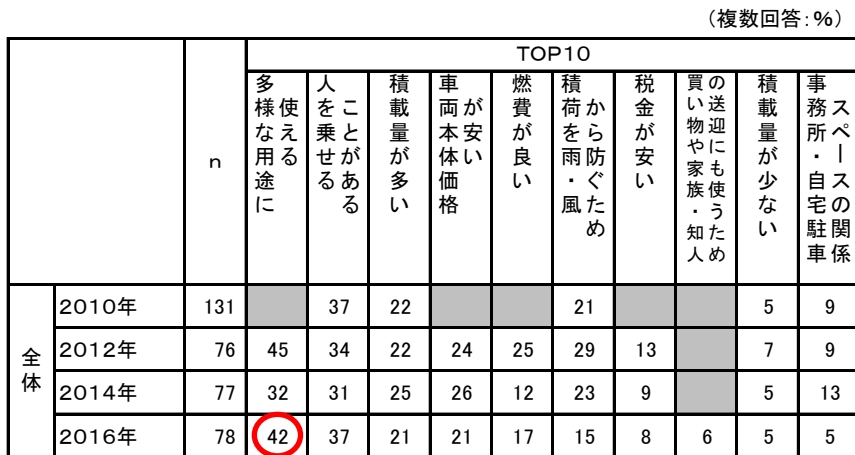 (複数回答:%)
TOP10
n
多様な用途に
使える
人を乗せる
ことがある
積載量が多い
車両本体価格
が安い
燃費が良い
積荷を雨・風
から防ぐため
税金が安い
買い物や家族・知人
の送迎にも使うため
積載量が少ない
事務所・自宅駐車
スペースの関係
全体
2010年 131 37 22 21 5 9
2012年 76 45 34 22 24 25 29 13 7 9
2014年 77 32 31 25 26 12 23 9 5 13
2016年 78 42 37 21 21 17 15 8 6 5 5